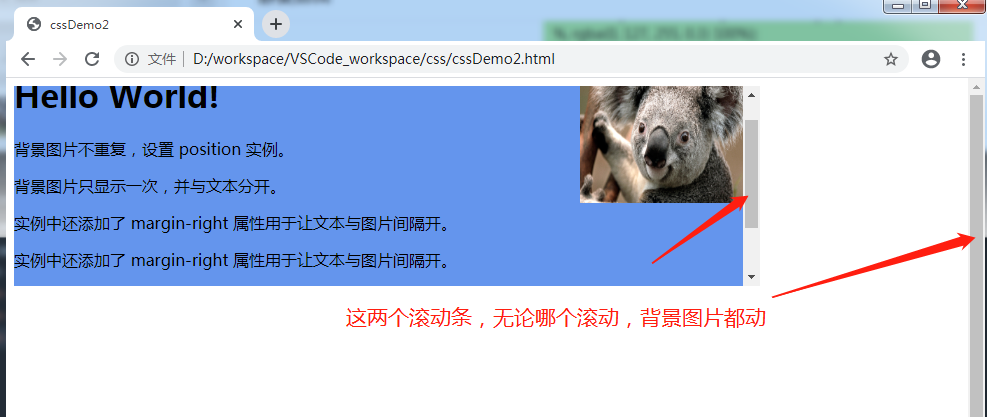 cssDemo2
文件 D:/workspace/VSCode_workspace/css/cssDemo2.html
Hello World!
背景图片不重复，设置 position 实例。
背景图片只显示一次，并与文本分开。
实例中还添加了 margin-right 属性用于让文本与图片间隔开。
实例中还添加了 margin-right 属性用于让文本与图片间隔开。
这两个滚动条，无论哪个滚动，背景图片都动